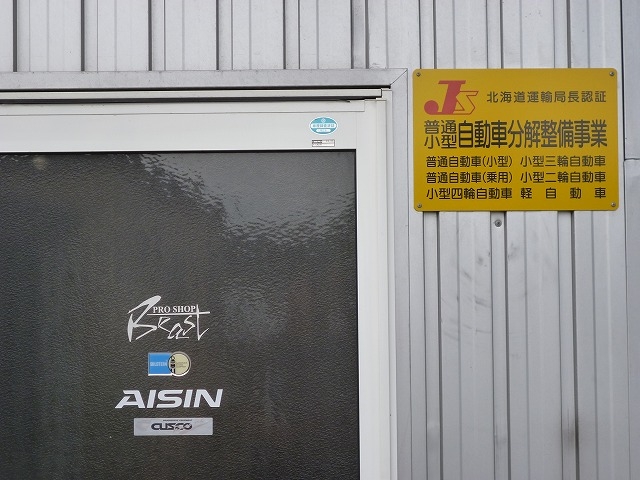 JS 北海道運輸局長認証
普通
小型 自動車分解整備事業
普通自動車(小型) 小型三輪自動車
普通自動車(乗用) 小型二輪自動車
小型四輪自動車 軽自動車
PRO SHOP
Beast
BILSTEIN
AISIN
CUSCO